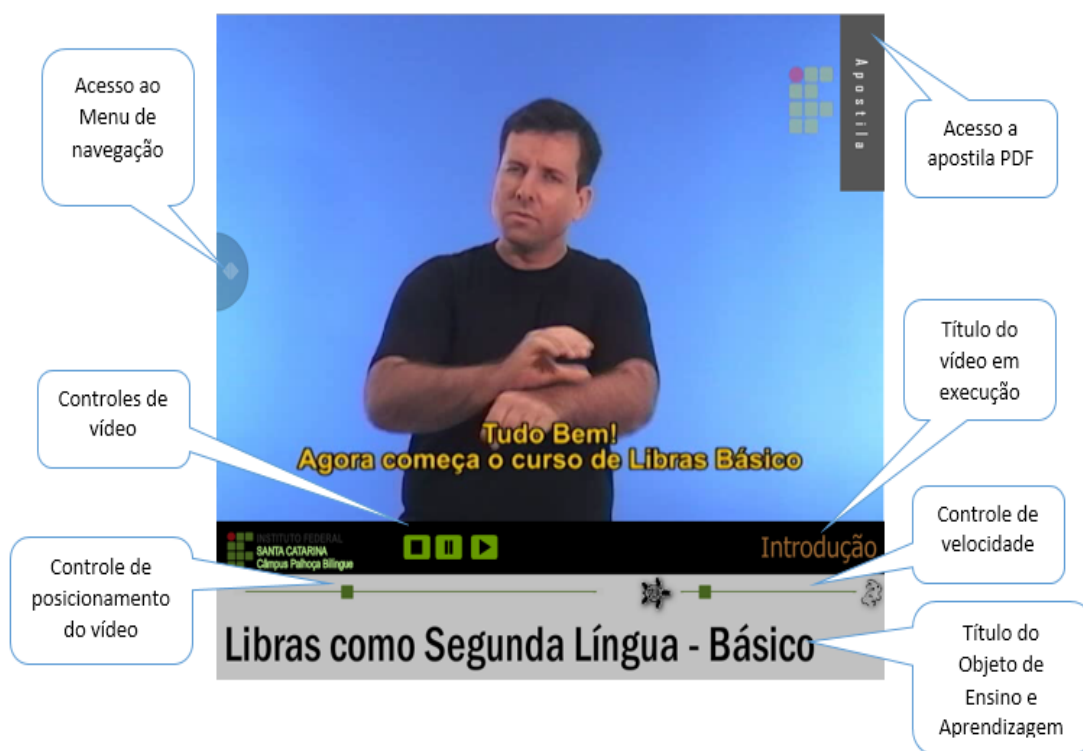 Acesso ao
Menu de
navegação
Apostila
Acesso a
apostila PDF
Título do
vídeo em
execução
Controles de
vídeo
Tudo Bem!
Agora começa o curso de Libras Básico
INSTITUTO FEDERAL
SANTA CATARINA
Câmpus Palhoça Bilíngue
Introdução
Controle de
velocidade
Controle de
posicionamento
do vídeo
Libras como Segunda Língua - Básico
Título do
Objeto de
Ensino e
Aprendizagem